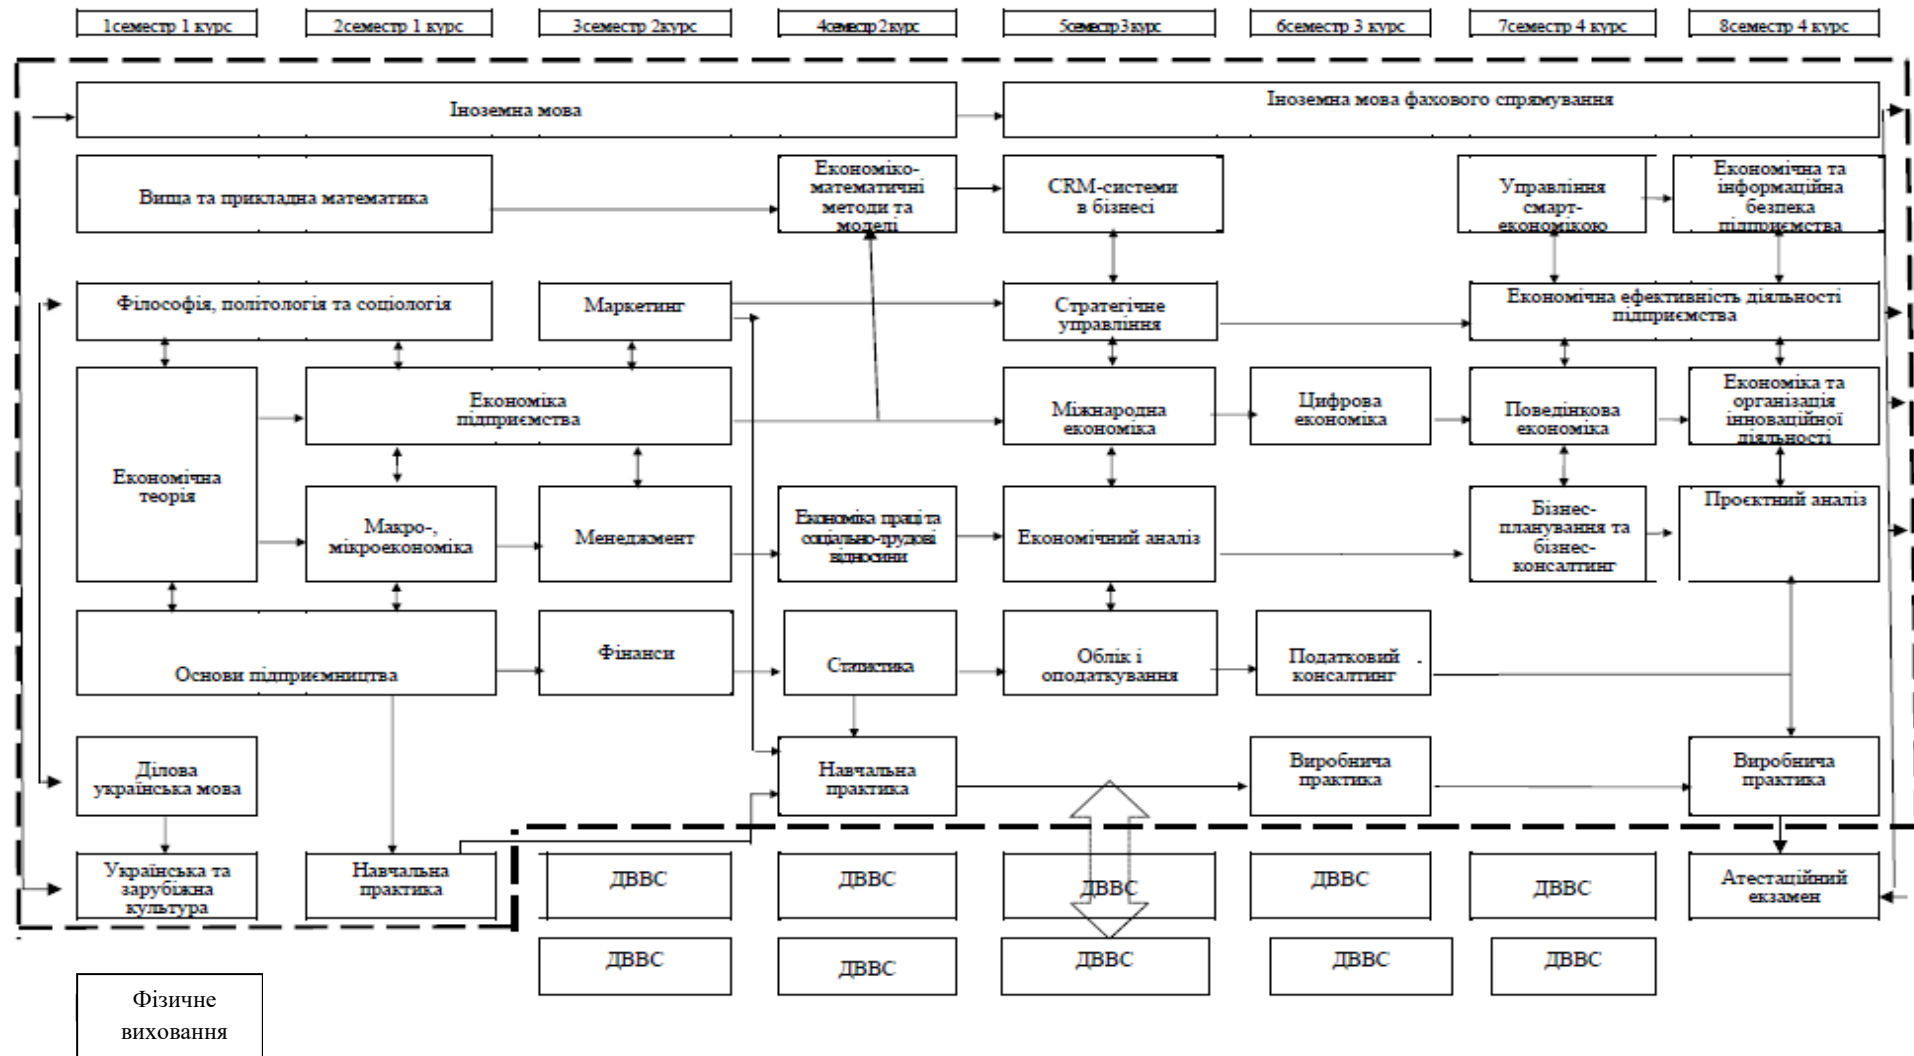 1семестр 1 курс
2семестр 1 курс
3семестр 2курс
4семестр 2 курс
5семестр 3 курс
6семестр 3 курс
7семестр 4 курс
8семестр 4 курс
Іноземна мова
Іноземна мова фахового спрямування
Вища та прикладна математика
Економіко-
математичні
методи та
моделі
CRM-системи
в бізнесі
Управління
смарт-
економікою
Економічна та
інформаційна
безпека
підприємства
Філософія, політологія та соціологія
Маркетинг
Стратегічне
управління
Економічна ефективність діяльності
підприємства
Економічна
теорія
Економіка
підприємства
Міжнародна
економіка
Цифрова
економіка
Поведінкова
економіка
Економіка та
організація
інноваційної
діяльності
Макро-,
мікроекономіка
Менеджмент
Економіка праці та
соціально-трудові
відносини
Економічний аналіз
Бізнес-
планування та
бізнес-
консалтинг
Проєктний аналіз
Основи підприємництва
Фінанси
Статистика
Облік і
оподаткування
Податковий
консалтинг
Ділова
українська мова
Навчальна
практика
Виробнича
практика
Виробнича
практика
Українська та
зарубіжна
культура
Навчальна
практика
ДВВС
ДВВС
ДВВС
ДВВС
ДВВС
Атестаційний
екзамен
ДВВС
ДВВС
ДВВС
ДВВС
ДВВС
Фізичне
виховання